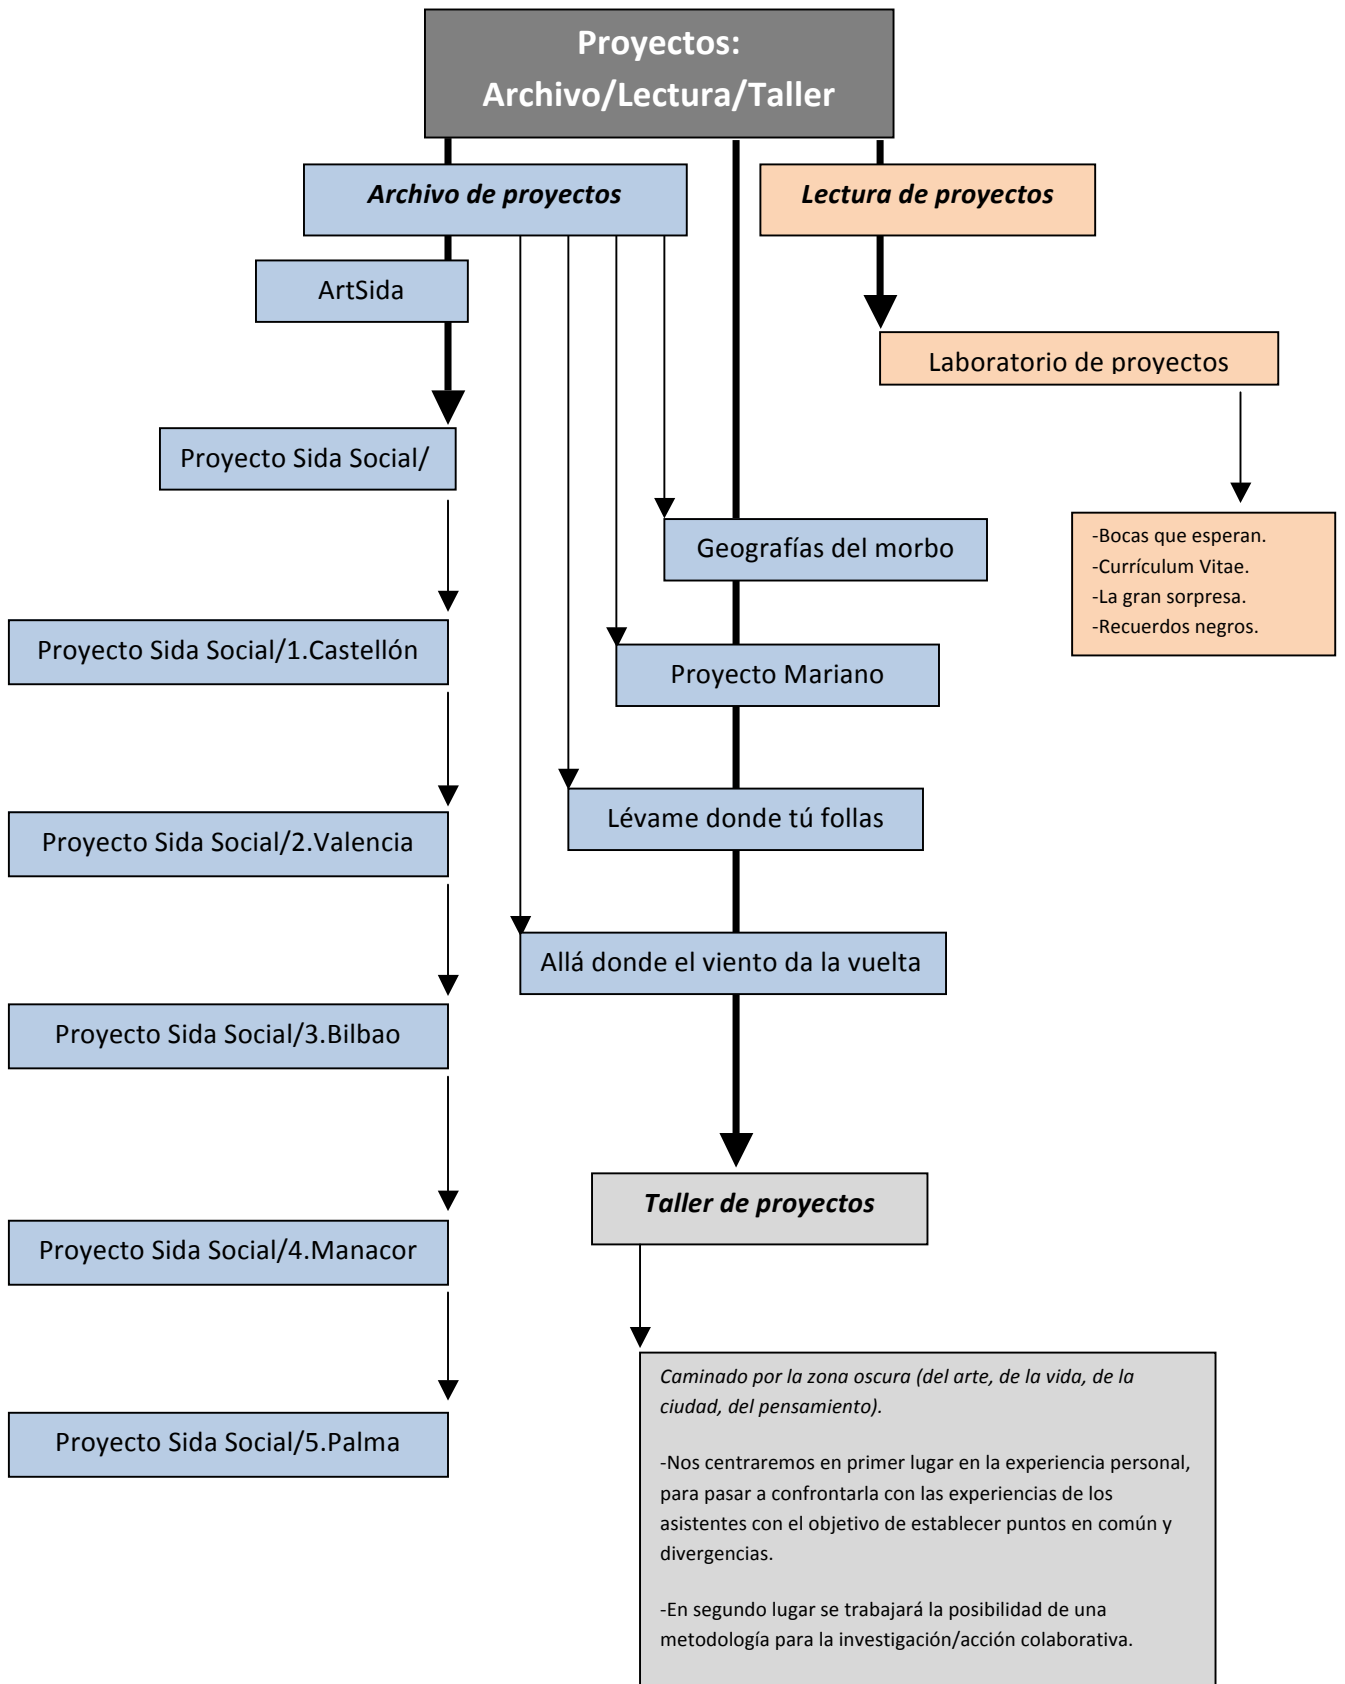 Proyectos:
Archivo/Lectura/Taller
Archivo de proyectos
Lectura de proyectos
ArtSida
Laboratorio de proyectos
Proyecto Sida Social/
Geografías del morbo
-Bocas que esperan.
-Currículum Vitae.
-La gran sorpresa.
-Recuerdos negros.
Proyecto Sida Social/1.Castellón
Proyecto Mariano
Proyecto Sida Social/2.Valencia
Lévame donde tú follas
Allá donde el viento da la vuelta
Proyecto Sida Social/3.Bilbao
Taller de proyectos
Proyecto Sida Social/4.Manacor
Proyecto Sida Social/5.Palma
Caminado por la zona oscura (del arte, de la vida, de la
ciudad, del pensamiento).
-Nos centraremos en primer lugar en la experiencia personal,
para pasar a confrontarla con las experiencias de los
asistentes con el objetivo de establecer puntos en común y
divergencias.
-En segundo lugar se trabajará la posibilidad de una
metodología para la investigación/acción colaborativa.